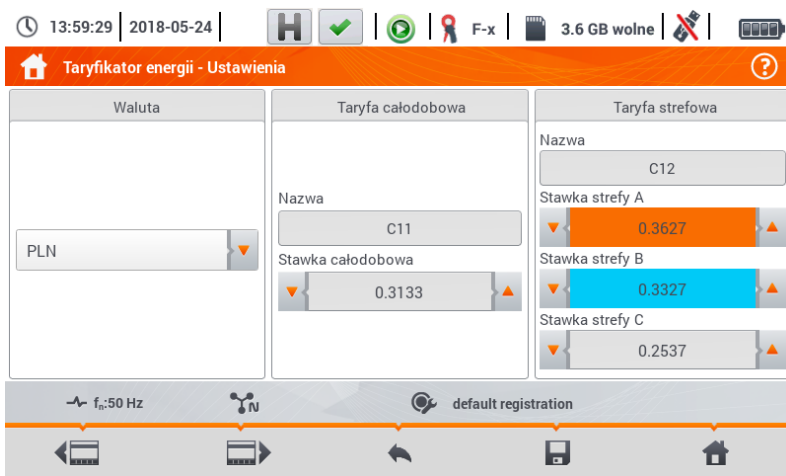 13:59:29 2018-05-24 H F-x 3.6 GB wolne
Taryfikator energii - Ustawienia ?
Waluta
PLN
Taryfa całodobowa
Nazwa
C11
Stawka całodobowa
0.3133
Taryfa strefowa
Nazwa
C12
Stawka strefy A
0.3627
Stawka strefy B
0.3327
Stawka strefy C
0.2537
fn:50 Hz N default registration